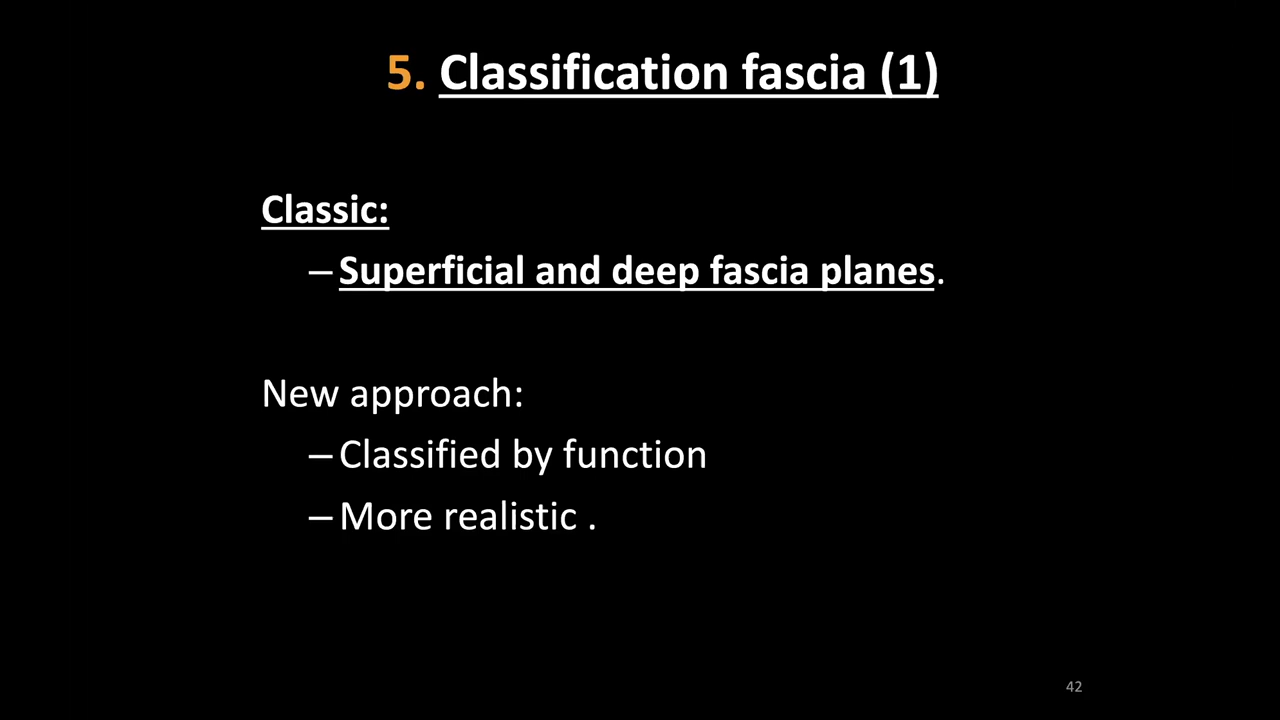 5. Classification fascia (1)
Classic:
– Superficial and deep fascia planes.
New approach:
– Classified by function
– More realistic .
42